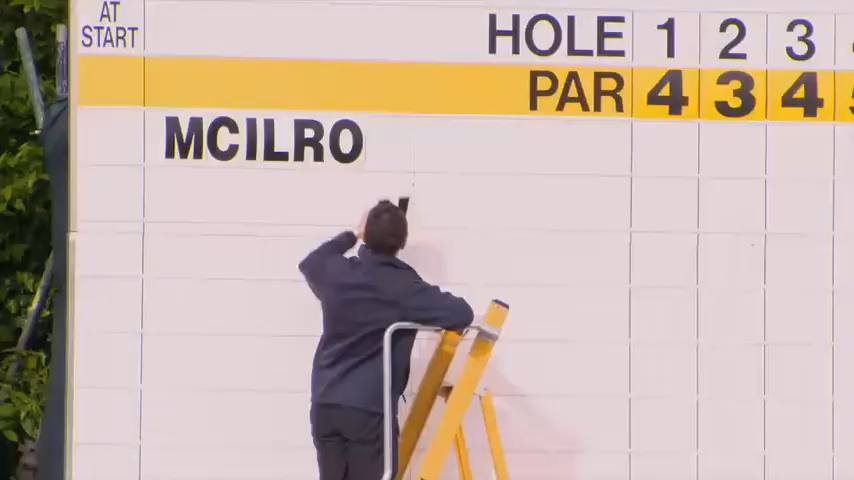 AT
START
HOLE 1 2 3
PAR 4 3 4
MCILRO